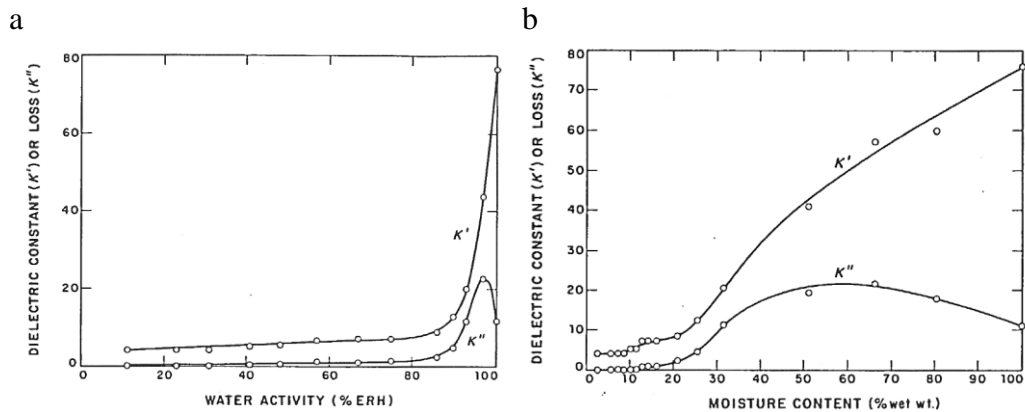 a
b
DIELECTRIC CONSTANT (K') OR LOSS (K")
80
60
40
20
0
K'
K"
0 20 40 60 80 100
WATER ACTIVITY (% ERH)
DIELECTRIC CONSTANT (K') OR LOSS (K")
80
70
60
50
40
30
20
10
0
K'
K"
0 10 20 30 40 50 60 70 80 90 100
MOISTURE CONTENT (% wet wt.)